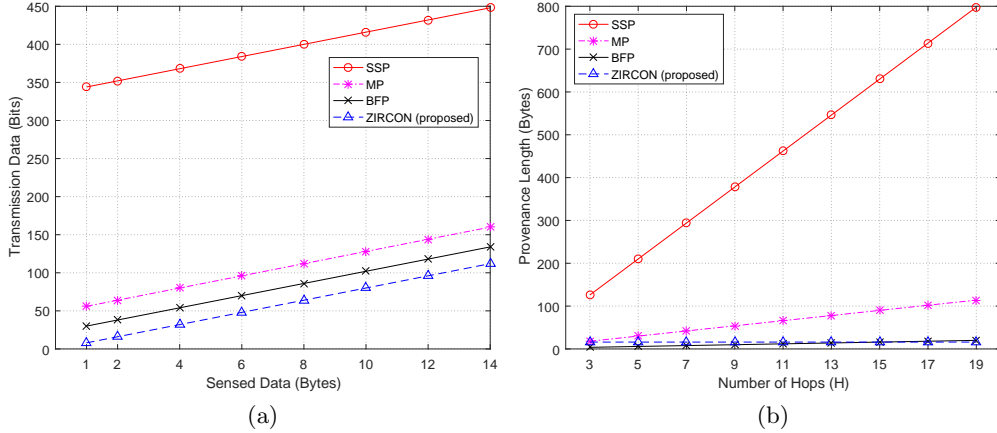 450
400
350
300
250
200
150
100
50
0
Transmission Data (Bits)
SSP
MP
BFP
ZIRCON (proposed)
1 2 4 6 8 10 12 14
Sensed Data (Bytes)
(a)
800
700
600
500
400
300
200
100
0
Provenance Length (Bytes)
SSP
MP
BFP
ZIRCON (proposed)
3 5 7 9 11 13 15 17 19
Number of Hops (H)
(b)